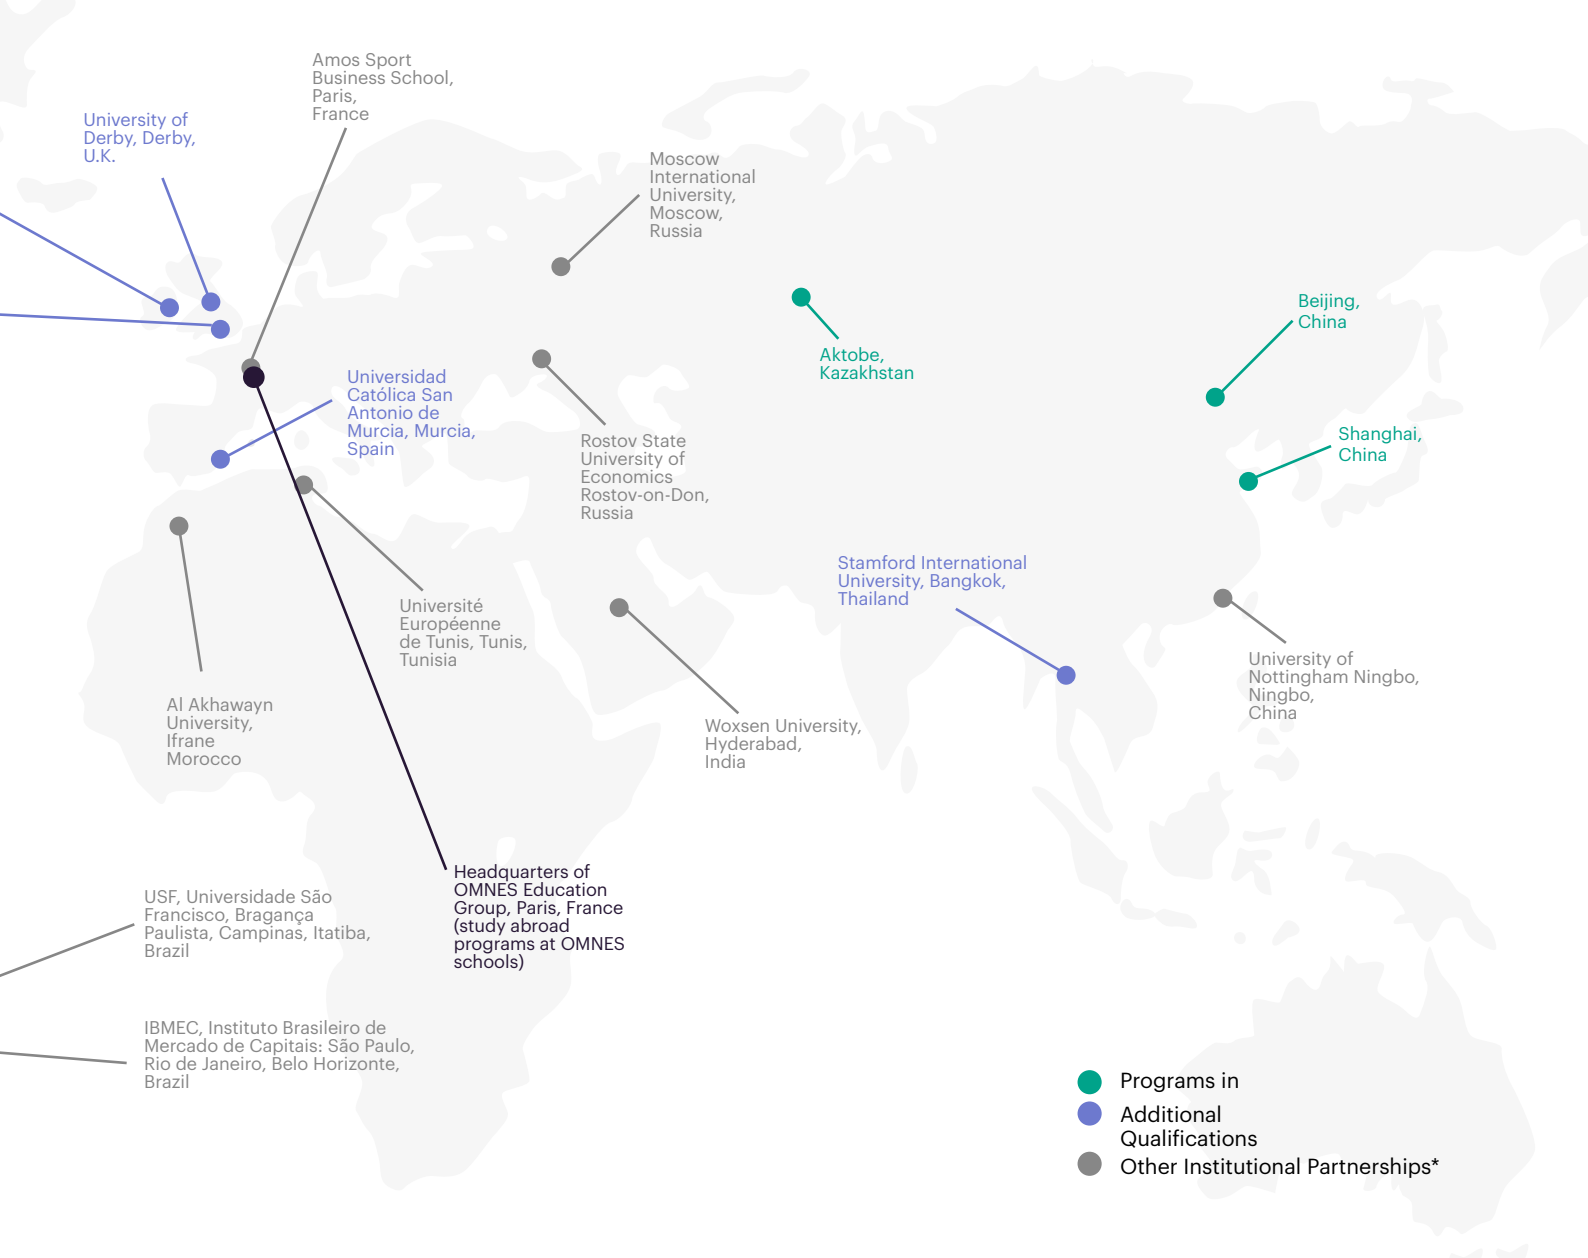 Amos Sport
Business School,
Paris,
France
University of
Derby, Derby,
U.K.
Moscow
International
University,
Moscow,
Russia
Beijing,
China
Aktobe,
Kazakhstan
Universidad
Católica San
Antonio de
Murcia, Murcia,
Spain
Rostov State
University of
Economics
Rostov-on-Don,
Russia
Shanghai,
China
Stamford International
University, Bangkok,
Thailand
Université
Européenne
de Tunis, Tunis,
Tunisia
University of
Nottingham Ningbo,
Ningbo,
China
Al Akhawayn
University,
Ifrane
Morocco
Woxsen University,
Hyderabad,
India
Headquarters of
OMNES Education
Group, Paris, France
(study abroad
programs at OMNES
schools)
USF, Universidade São
Francisco, Bragança
Paulista, Campinas, Itatiba,
Brazil
IBMEC, Instituto Brasileiro de
Mercado de Capitais: São Paulo,
Rio de Janeiro, Belo Horizonte,
Brazil
Programs in
Additional
Qualifications
Other Institutional Partnerships*